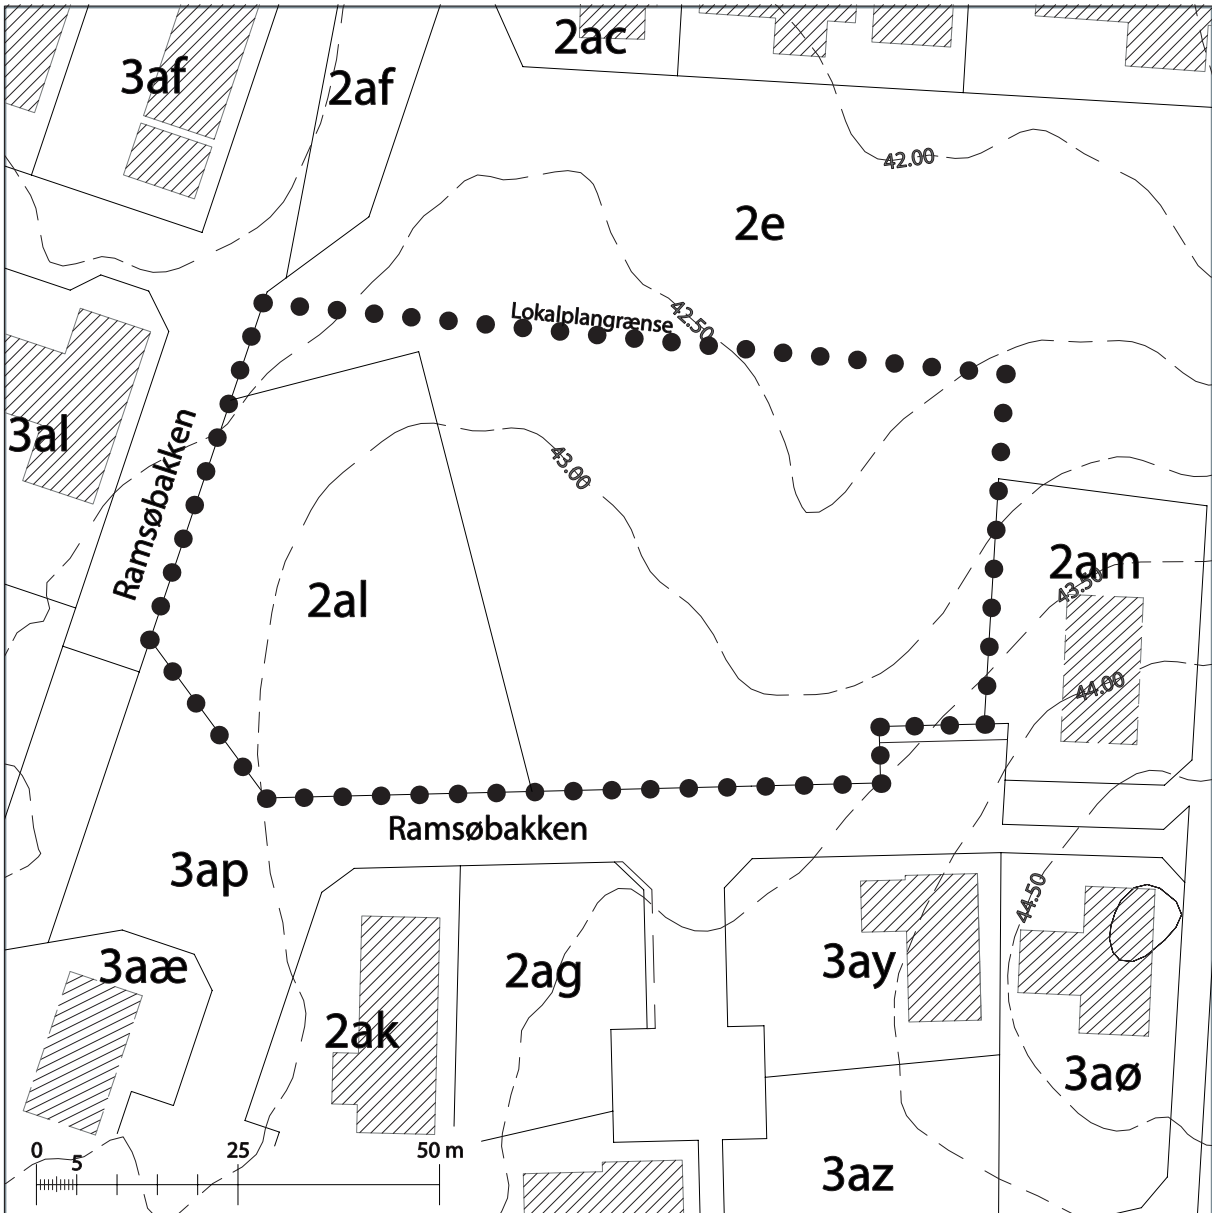 2ac
3af
2af
42.00
2e
Lokalplangrænse
42.50
3al
Ramsøbakken
43.00
2am
43.50
2al
44.00
Ramsøbakken
3ap
44.50
3aæ
2ag
3ay
2ak
3aø
0 5 25 50 m
3az